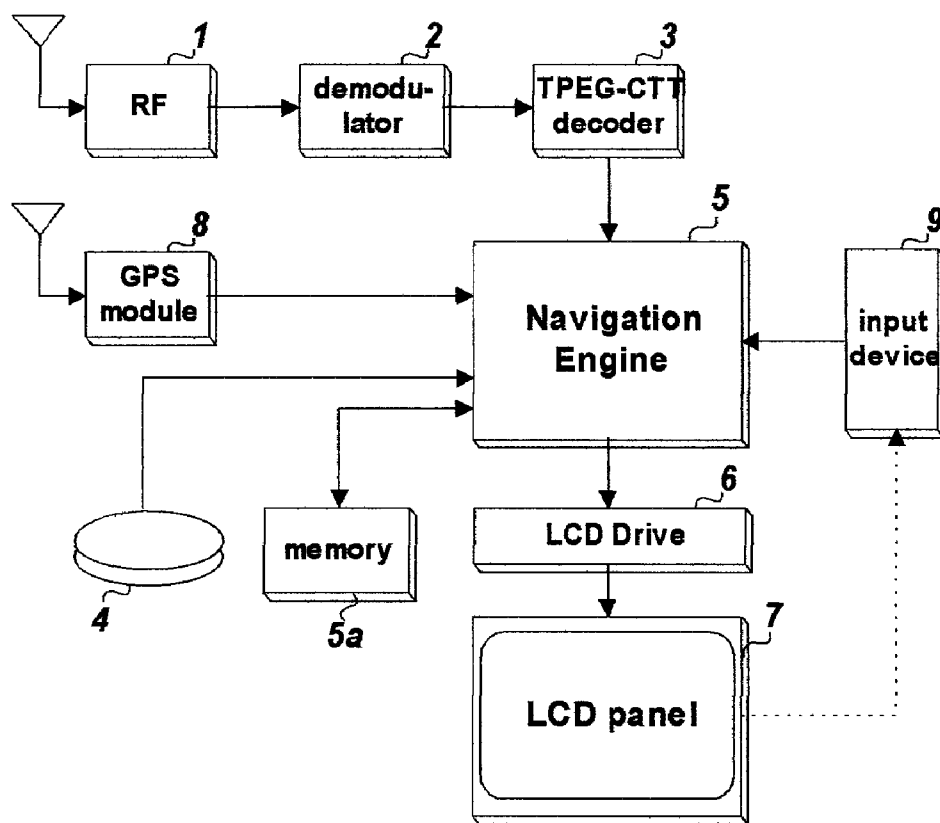 1
RF
2
demodu-
lator
3
TPEG-CTT
decoder
8
GPS
module
5
Navigation
Engine
9
input
device
4
memory
5a
6
LCD Drive
7
LCD panel